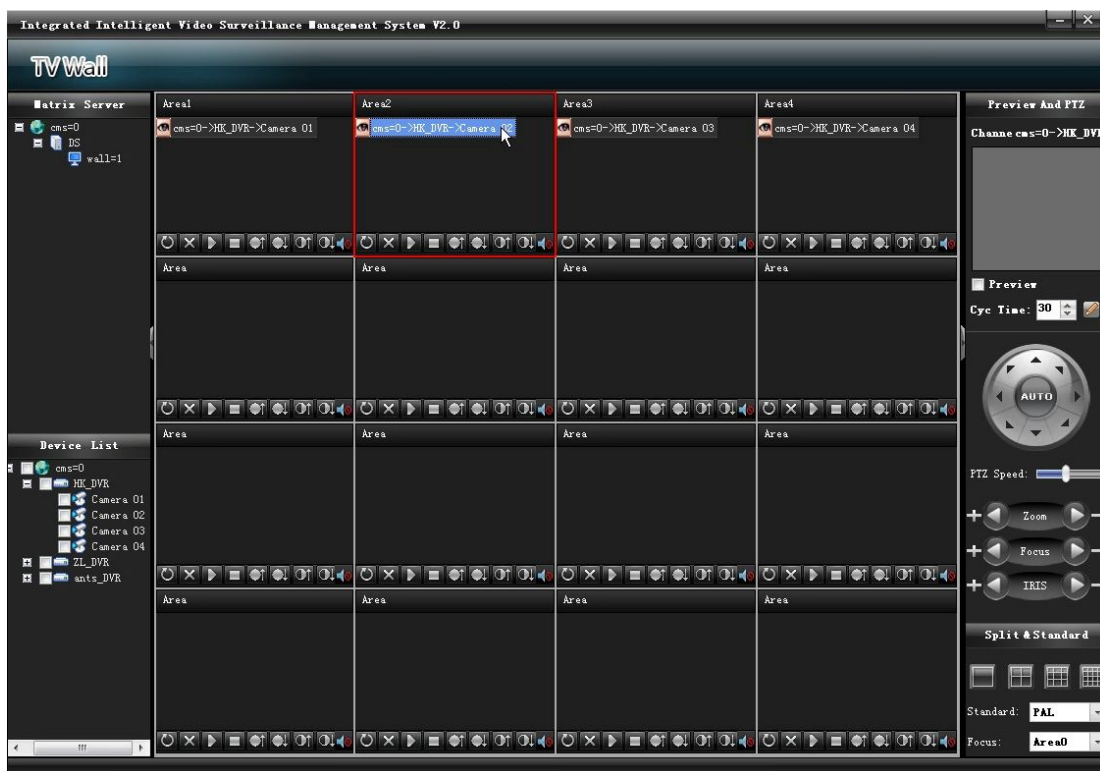 Integrated Intelligent Video Surveillance Management System V2.0
TV Wall
Matrix Server
cms=0
DS
wall=1
Area1
cms=0->HK_DVR->Camera 01
Area2
cms=0->HK_DVR->Camera 02
Area3
cms=0->HK_DVR->Camera 03
Area4
cms=0->HK_DVR->Camera 04
Area
Area
Area
Area
Area
Area
Area
Area
Area
Area
Area
Area
Device List
cms=0
HK_DVR
Camera 01
Camera 02
Camera 03
Camera 04
ZL_DVR
ants_DVR
Preview And PTZ
Channe cms=0->HK_DVR
Preview
Cyc Time: 30
AUTO
PTZ Speed:
+ Zoom -
+ Focus -
+ IRIS -
Split &Standard
Standard: PAL
Focus: Area0